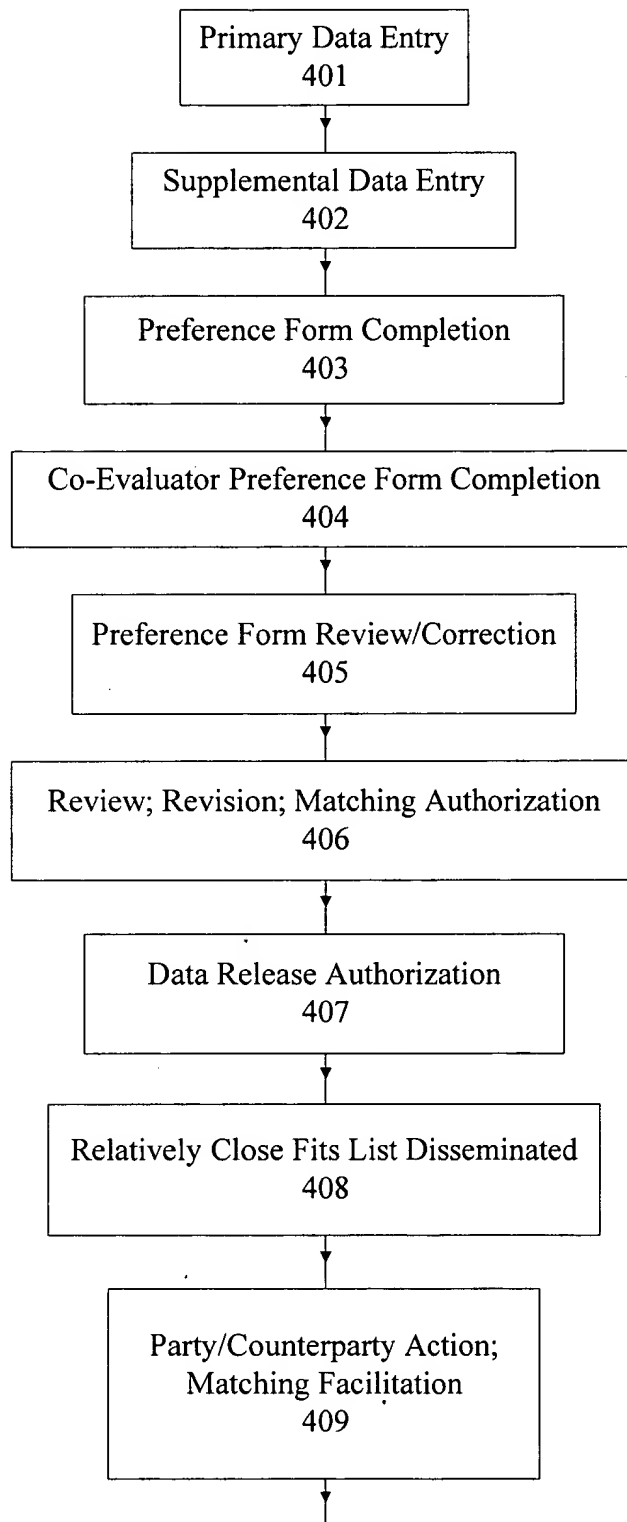 Primary Data Entry
401
Supplemental Data Entry
402
Preference Form Completion
403
Co-Evaluator Preference Form Completion
404
Preference Form Review/Correction
405
Review; Revision; Matching Authorization
406
Data Release Authorization
407
Relatively Close Fits List Disseminated
408
Party/Counterparty Action;
Matching Facilitation
409